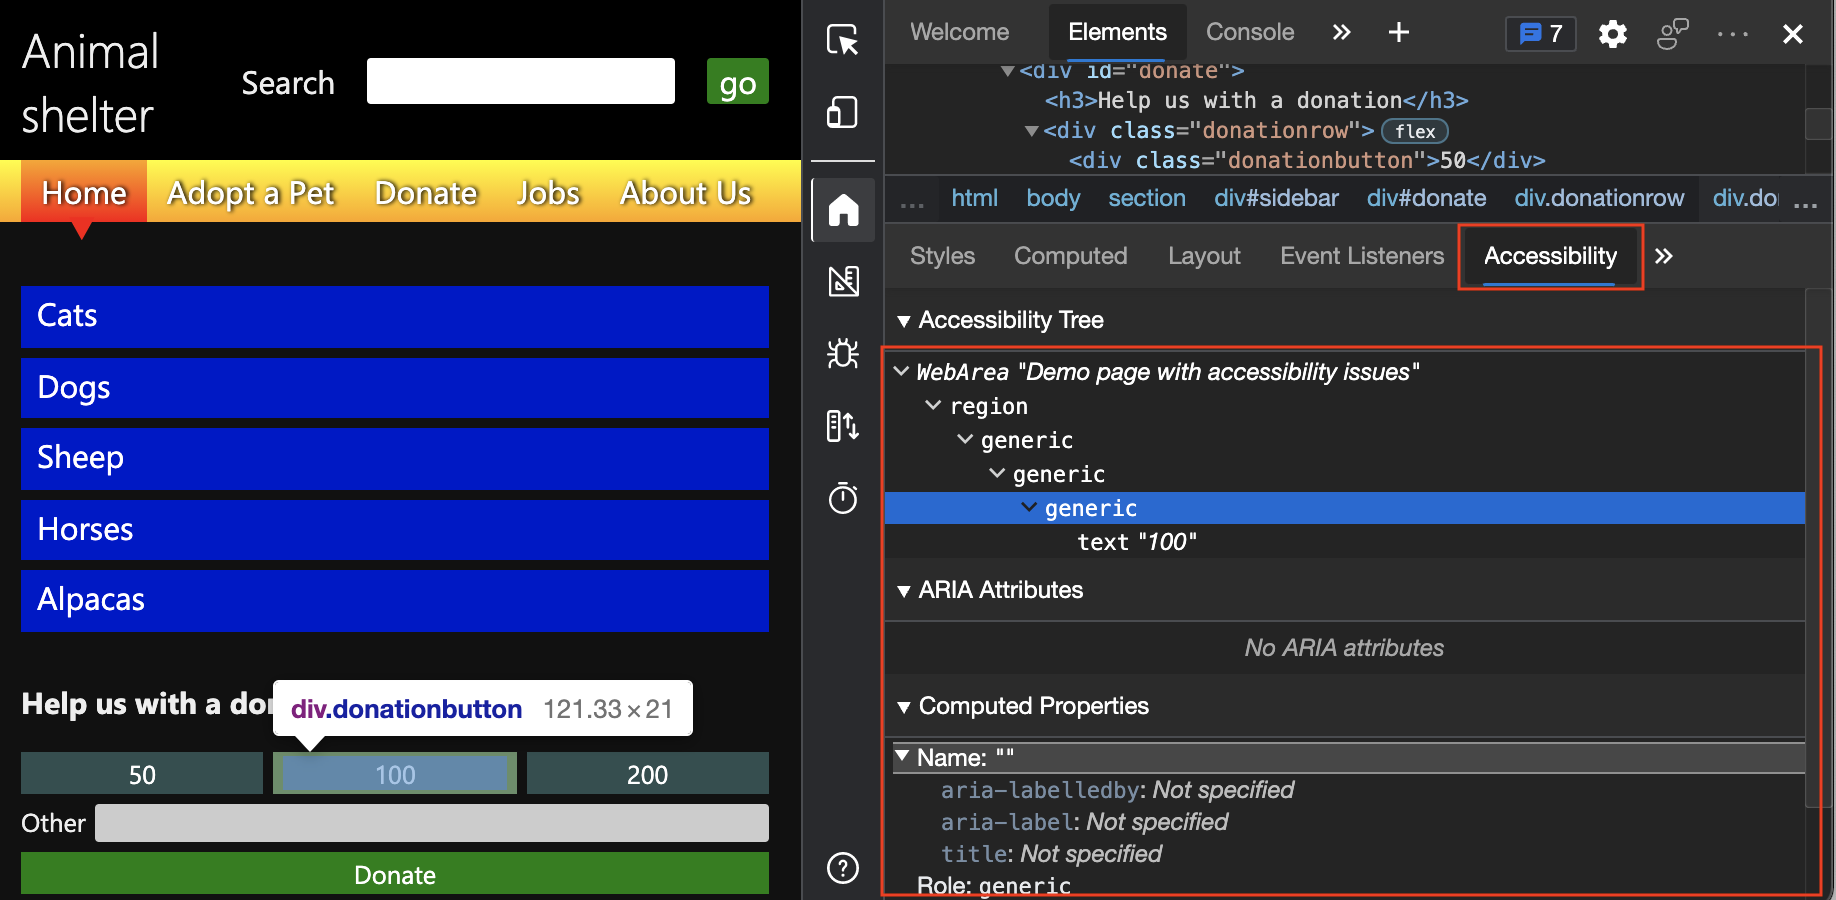 Animal
shelter
Search
go
Home
Adopt a Pet
Donate
Jobs
About Us
Cats
Dogs
Sheep
Horses
Alpacas
Help us with a don
div.donationbutton 121.33×21
50
100
200
Other
Donate
Welcome
Elements
Console
7
<div id="donate">
<h3>Help us with a donation</h3>
<div class="donationrow"> flex
<div class="donationbutton">50</div>
... html body section div#sidebar div#donate div.donationrow div.do ...
Styles
Computed
Layout
Event Listeners
Accessibility
Accessibility Tree
WebArea "Demo page with accessibility issues"
region
generic
generic
generic
text "100"
ARIA Attributes
No ARIA attributes
Computed Properties
Name: ""
aria-labelledby: Not specified
aria-label: Not specified
title: Not specified
Role: generic